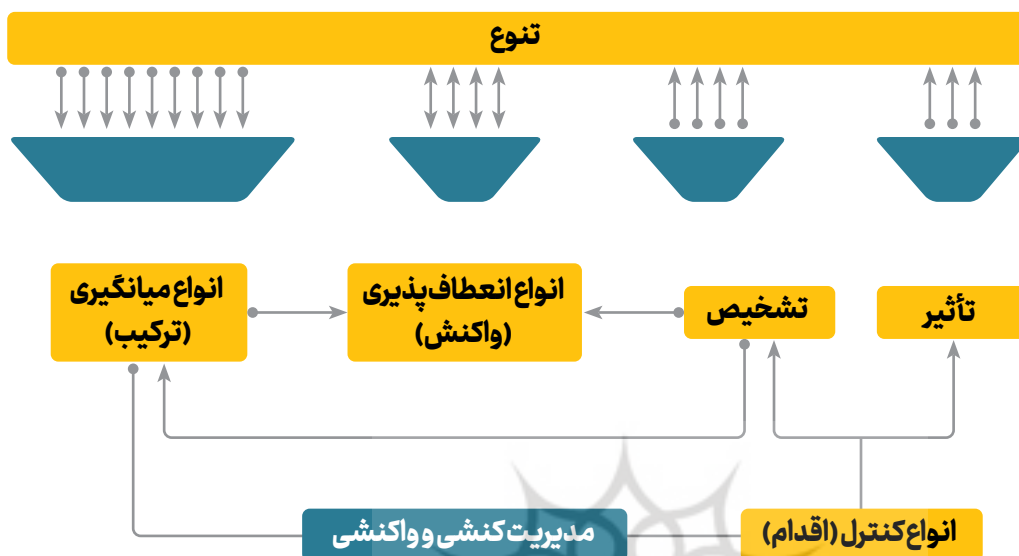 تنوع
تأثیر
تشخیص
انواع انعطاف‌پذیری
(واکنش)
انواع میانگیری
(ترکیب)
انواع کنترل (اقدام)
مدیریت کنشی و واکنشی